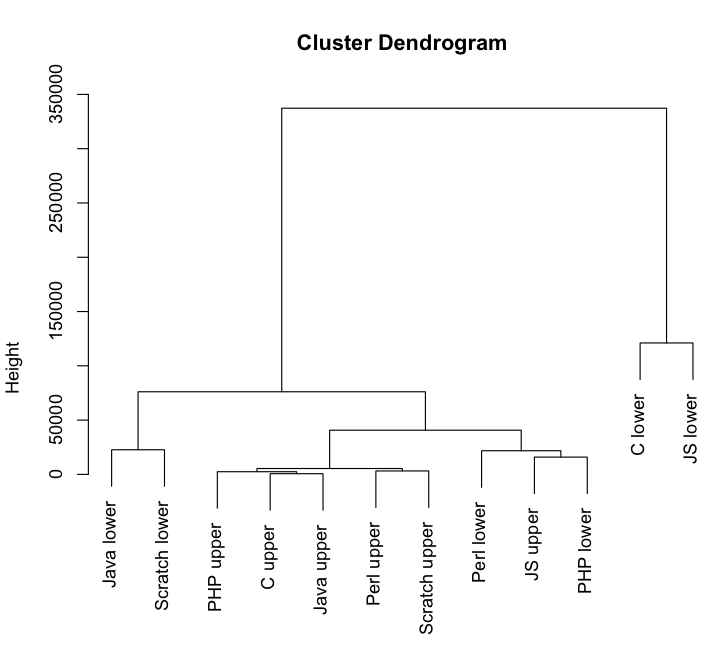 Cluster Dendrogram
Height
350000
250000
150000
50000
0
Java lower
Scratch lower
PHP upper
C upper
Java upper
Perl upper
Scratch upper
Perl lower
JS upper
PHP lower
C lower
JS lower